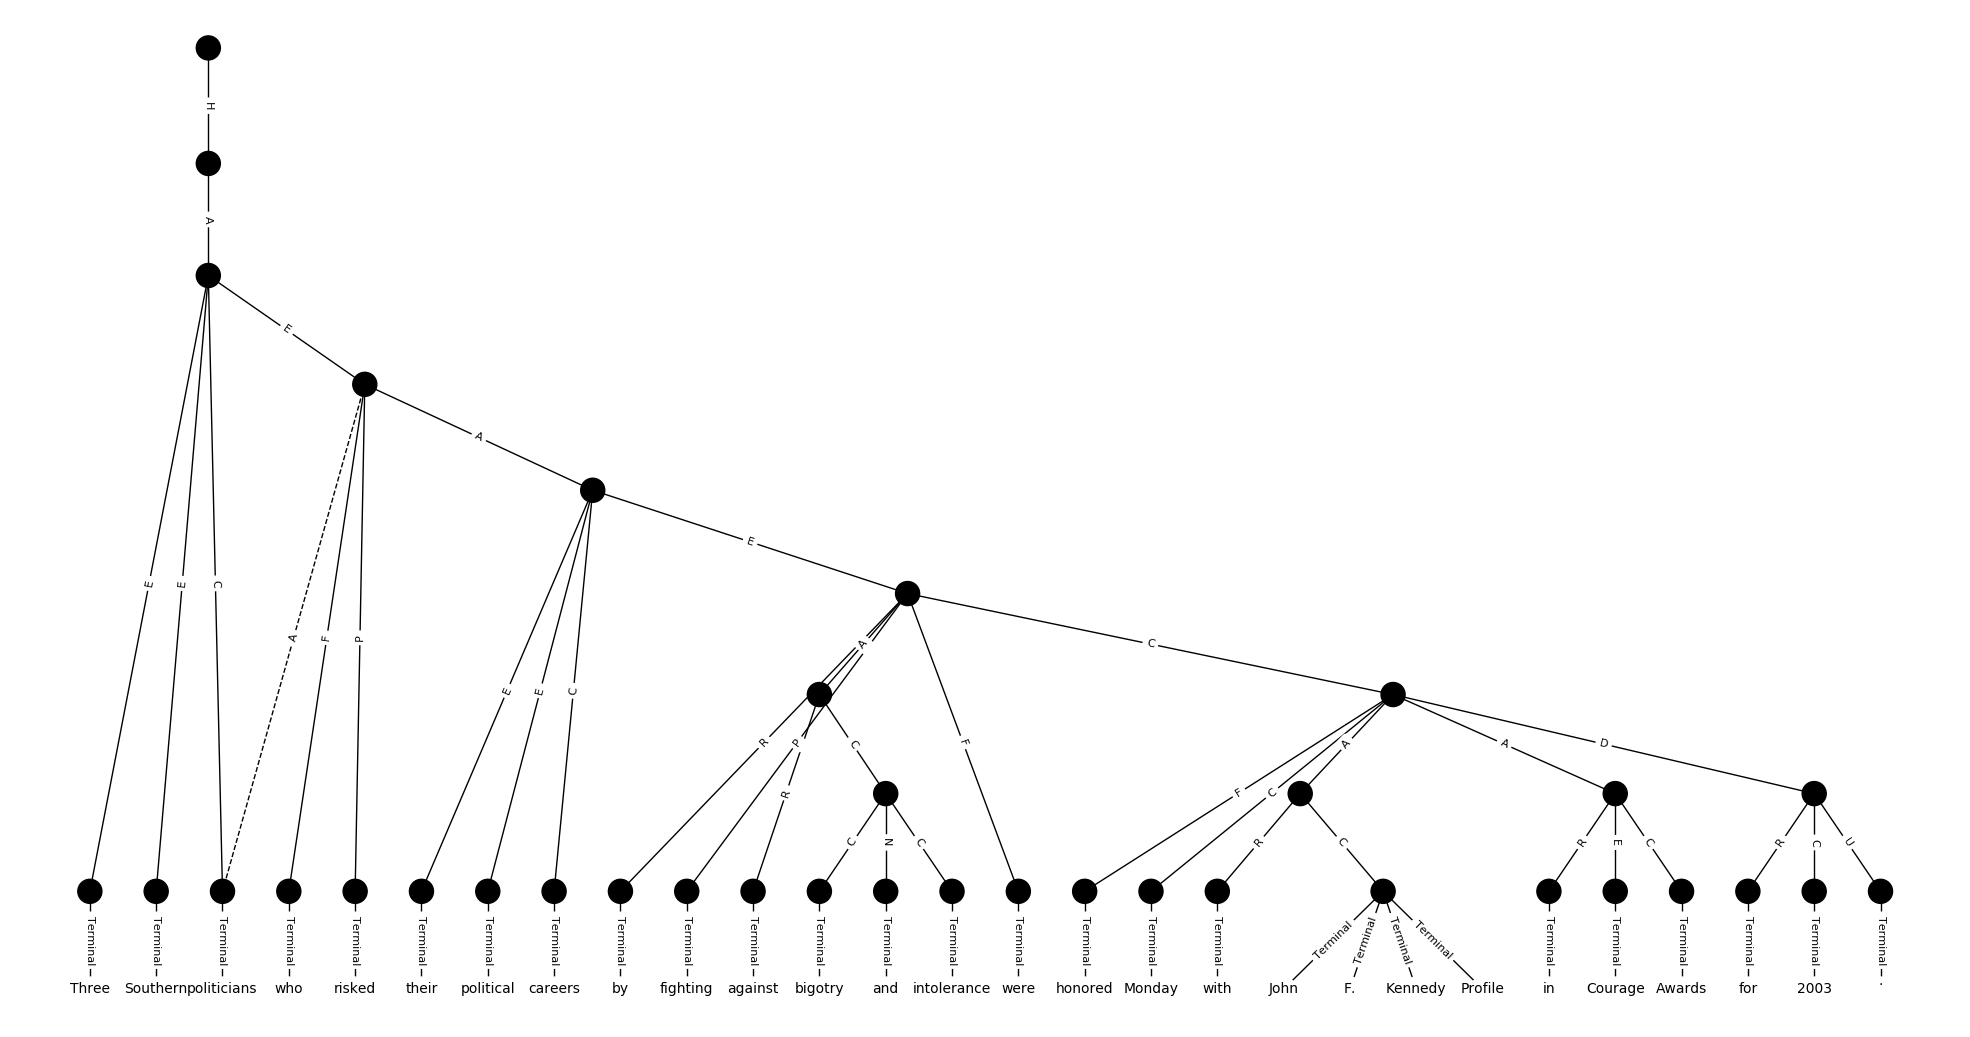 H
A
E
E
E
C
A
F
P
A
E
E
C
E
R
P
A
F
C
R
C
C
N
C
F
C
A
A
D
R
C
R
E
C
R
C
U
Terminal Terminal Terminal Terminal Terminal Terminal Terminal Terminal Terminal Terminal Terminal Terminal Terminal Terminal Terminal Terminal Terminal Terminal Terminal Terminal Terminal Terminal Terminal Terminal Terminal Terminal Terminal Terminal
Three Southern politicians who risked their political careers by fighting against bigotry and intolerance were honored Monday with John F. Kennedy Profile in Courage Awards for 2003 .